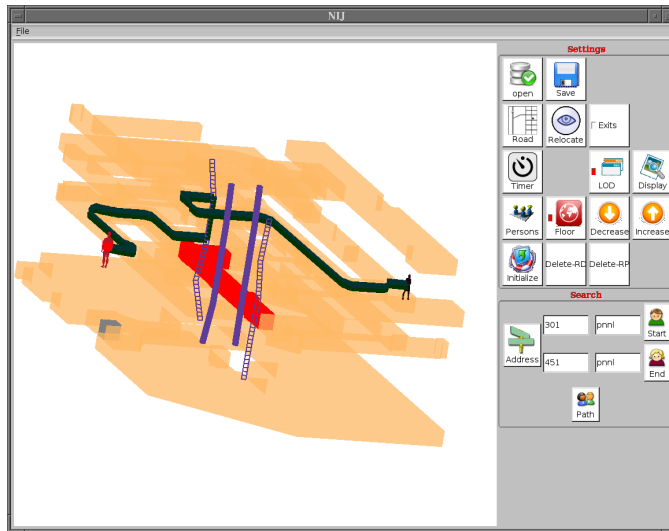 NIJ
File
Settings
open
Save
Road
Relocate
Exits
Timer
LOD
Display
Persons
Floor
Decrease
Increase
Initialize
Delete-RD
Delete-RP
Search
Address
301
pnnl
Start
451
pnnl
End
Path